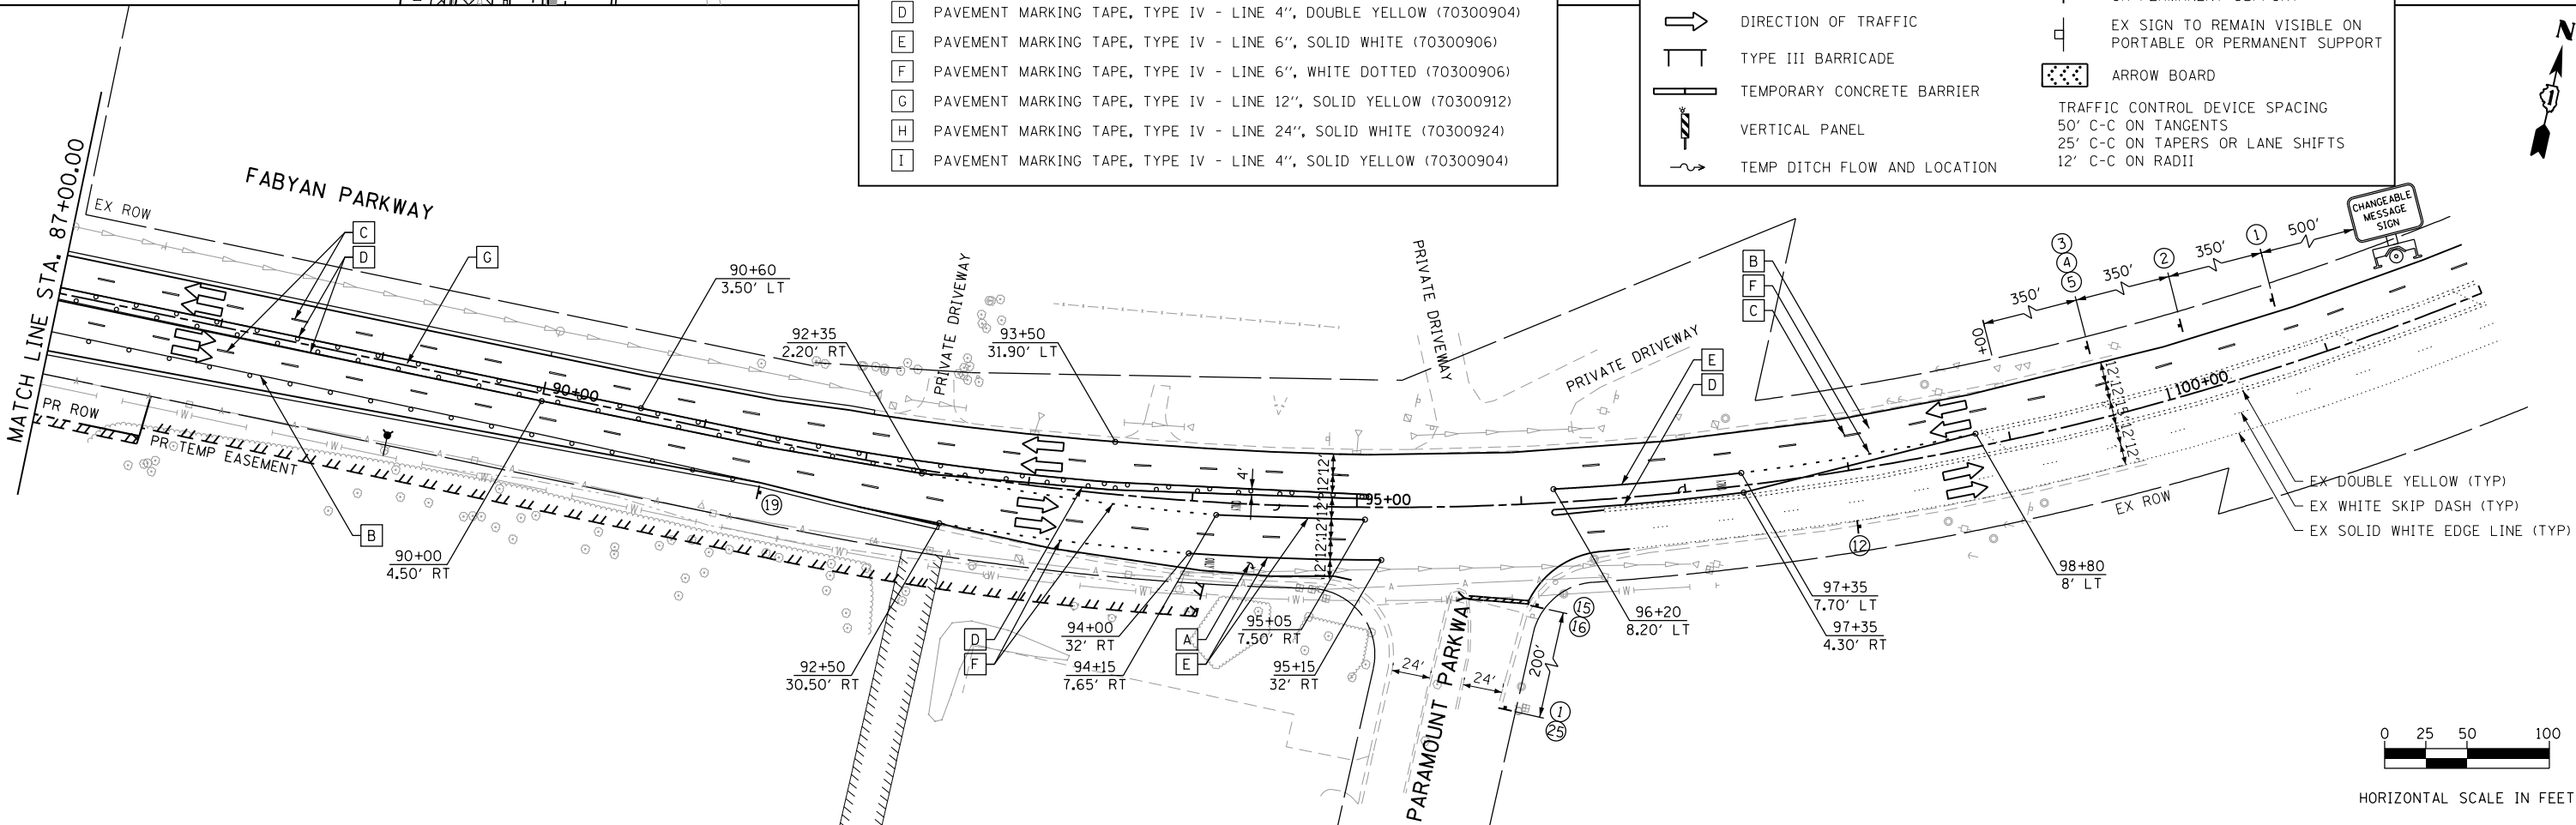 D PAVEMENT MARKING TAPE, TYPE IV - LINE 4", DOUBLE YELLOW (70300904)
E PAVEMENT MARKING TAPE, TYPE IV - LINE 6", SOLID WHITE (70300906)
F PAVEMENT MARKING TAPE, TYPE IV - LINE 6", WHITE DOTTED (70300906)
G PAVEMENT MARKING TAPE, TYPE IV - LINE 12", SOLID YELLOW (70300912)
H PAVEMENT MARKING TAPE, TYPE IV - LINE 24", SOLID WHITE (70300924)
I PAVEMENT MARKING TAPE, TYPE IV - LINE 4", SOLID YELLOW (70300904)
DIRECTION OF TRAFFIC
TYPE III BARRICADE
TEMPORARY CONCRETE BARRIER
VERTICAL PANEL
TEMP DITCH FLOW AND LOCATION
EX SIGN TO REMAIN VISIBLE ON
PORTABLE OR PERMANENT SUPPORT
ARROW BOARD
TRAFFIC CONTROL DEVICE SPACING
50' C-C ON TANGENTS
25' C-C ON TAPERS OR LANE SHIFTS
12' C-C ON RADII
N
1
MATCH LINE STA. 87+00.00
EX ROW
FABYAN PARKWAY
C
D
G
90+60
3.50' LT
92+35
2.20' RT
PRIVATE DRIVEWAY
93+50
31.90' LT
PRIVATE DRIVEWAY
PRIVATE DRIVEWAY
B
F
C
E
D
+00
350'
3
4
5
350'
2
350'
1
500'
CHANGEABLE
MESSAGE
SIGN
90+00
95+00
100+00
4'
12'
12'
12'
12'
12'
12'
12'
12'
15'
12'
12'
PR ROW
PR TEMP EASEMENT
B
90+00
4.50' RT
19
92+50
30.50' RT
D
F
94+00
32' RT
94+15
7.65' RT
A
E
95+05
7.50' RT
95+15
32' RT
24'
24'
PARAMOUNT PARKWAY
15
16
200'
1
25
96+20
8.20' LT
97+35
7.70' LT
97+35
4.30' RT
12
98+80
8' LT
EX ROW
EX DOUBLE YELLOW (TYP)
EX WHITE SKIP DASH (TYP)
EX SOLID WHITE EDGE LINE (TYP)
0 25 50 100
HORIZONTAL SCALE IN FEET